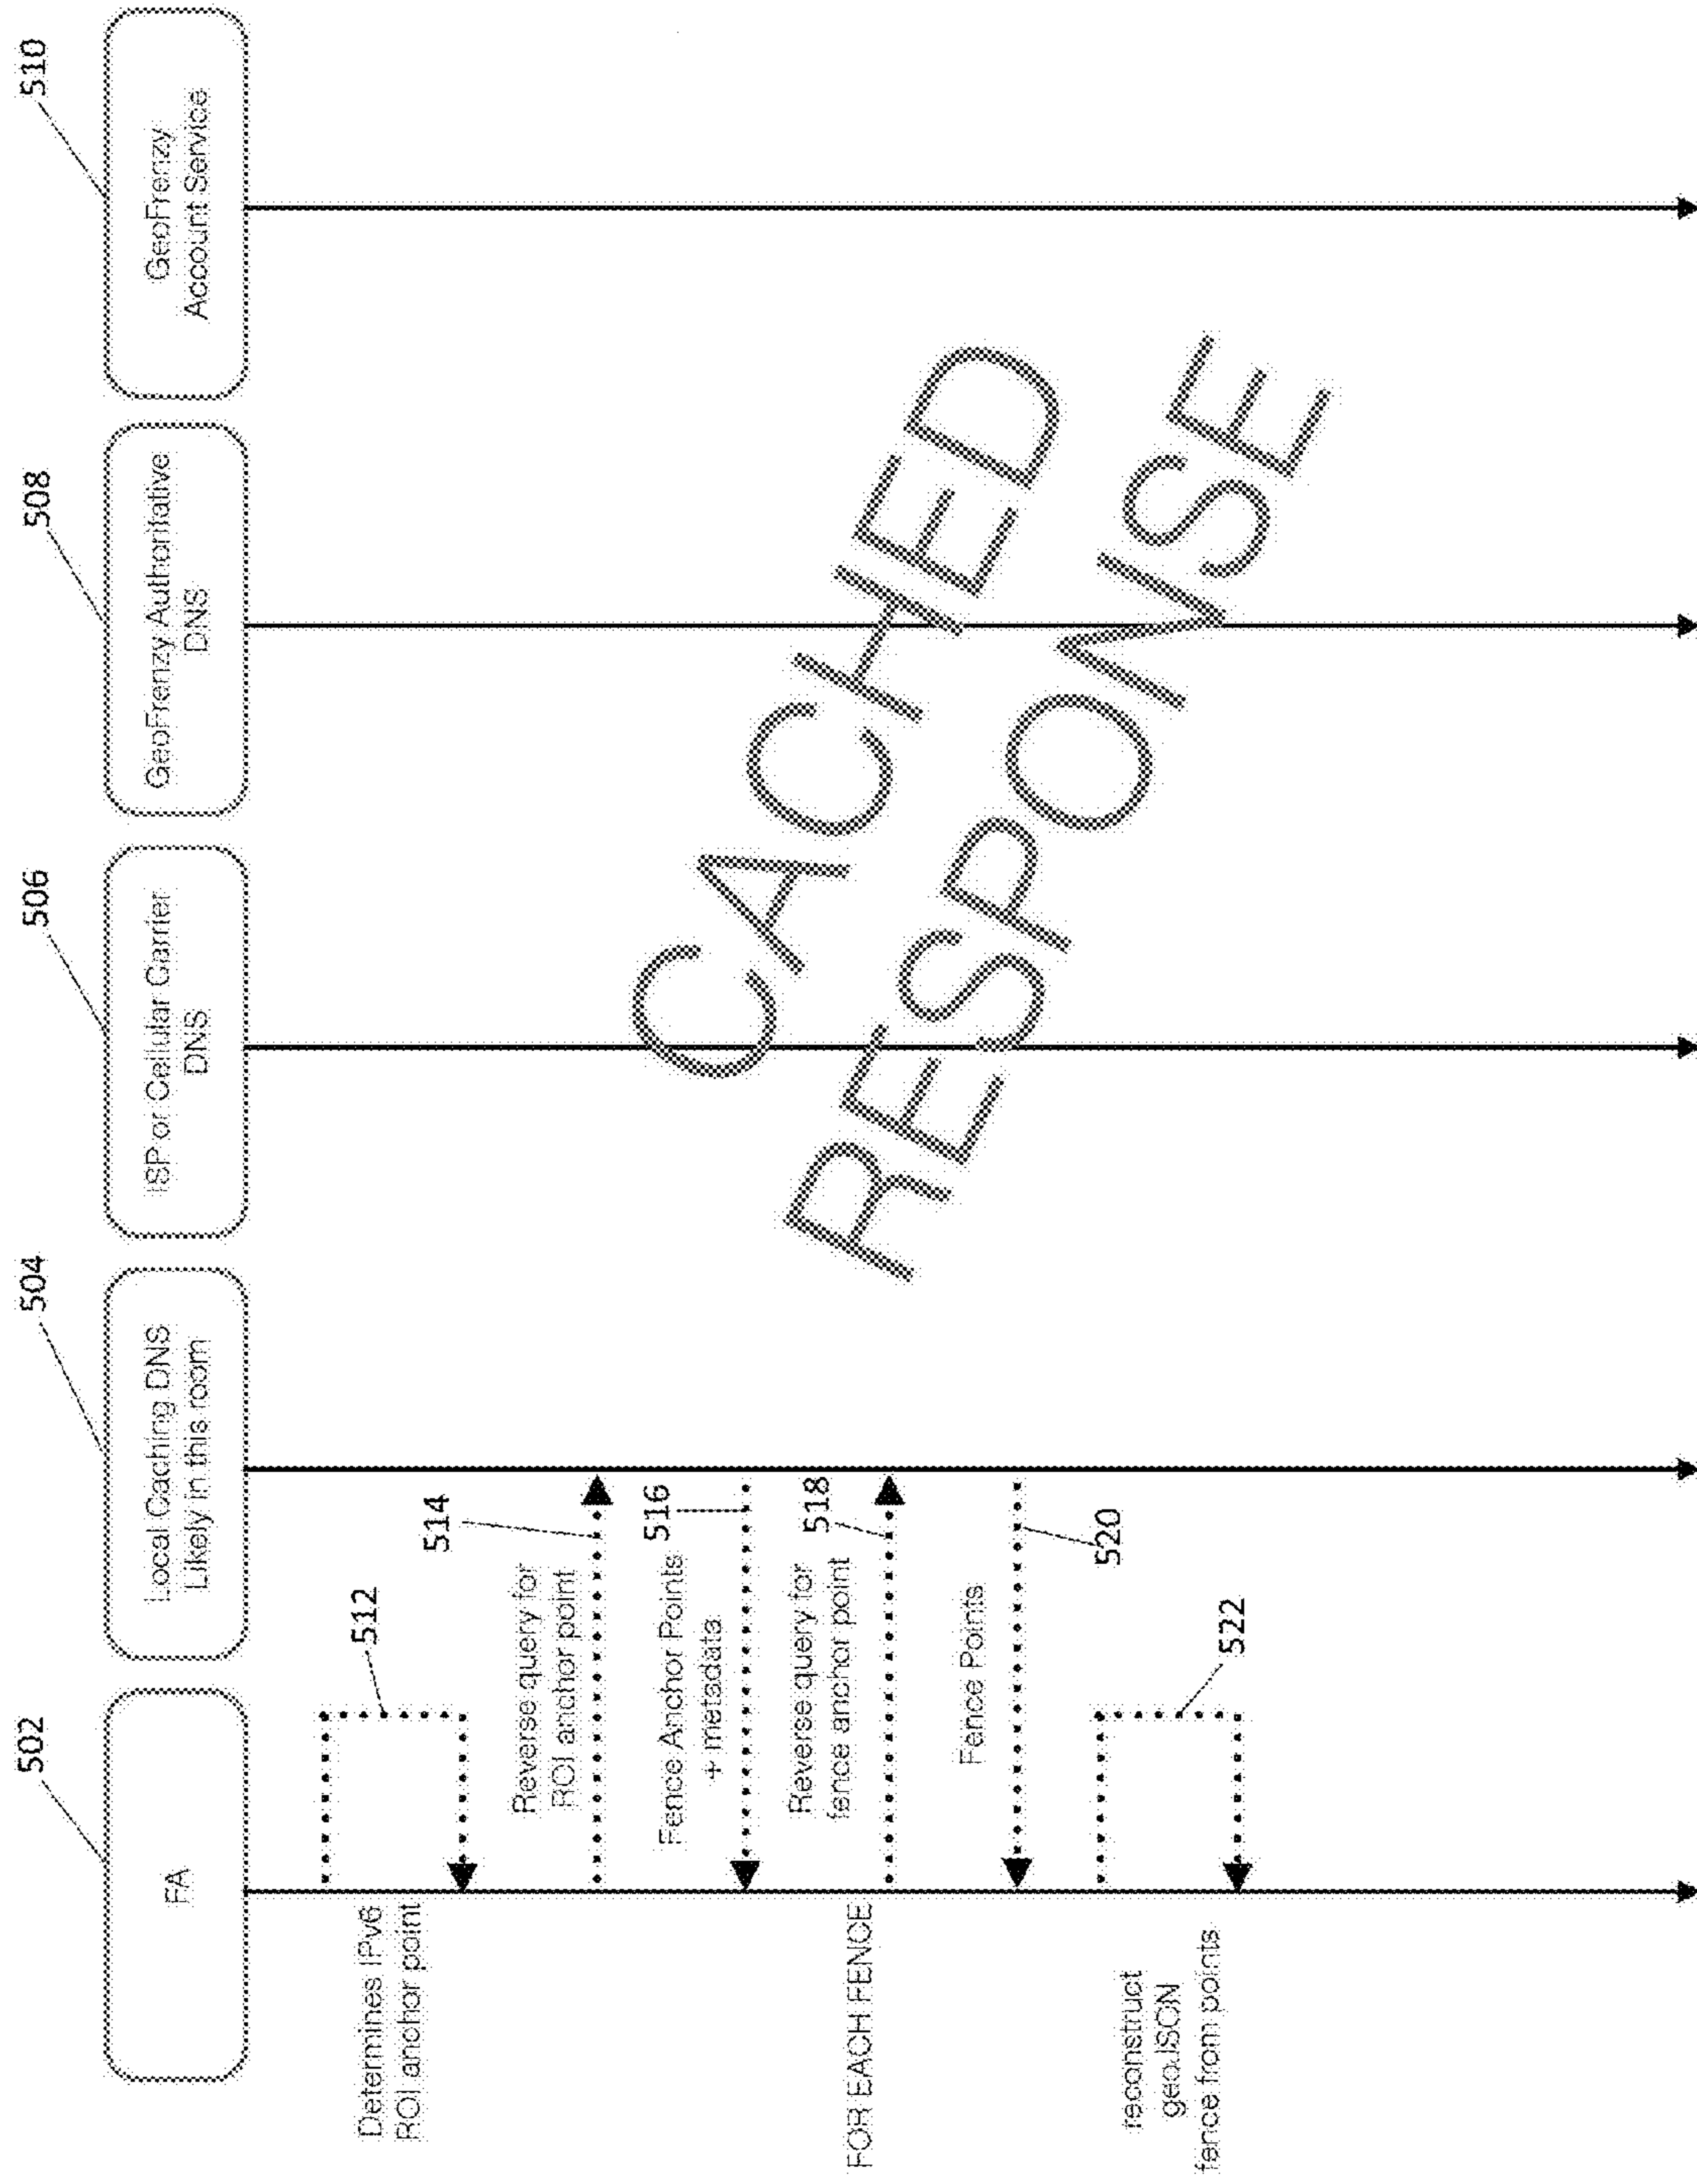 502
504
506
508
510
FA
Local Caching DNS
Likely in this room
ISP or Cellular Carrier
DNS
GeoFrenzy Authoritative
DNS
GeoFrenzy
Account Service
Determines IPv6
ROI anchor point
512
Reverse query for
ROI anchor point
514
Fence Anchor Points
+ metadata
516
FOR EACH FENCE
Reverse query for
fence anchor point
518
Fence Points
520
reconstruct
geoJSON
fence from points
522
CACHED
RESPONSE